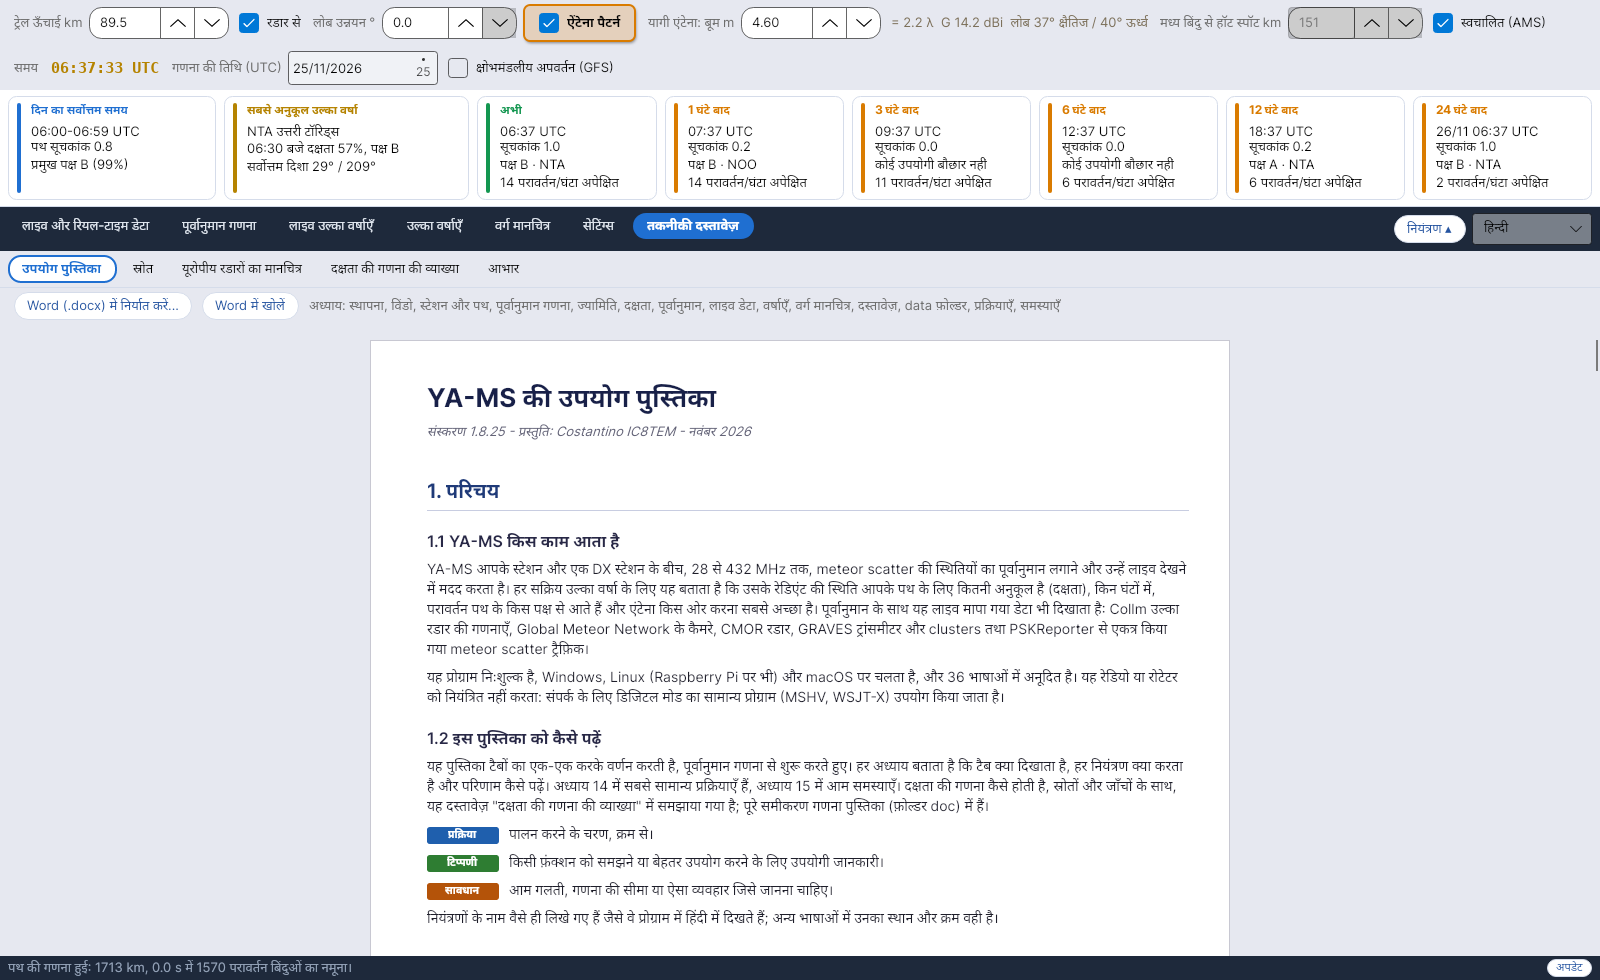 ट्रेल ऊँचाई km 89.5 रडार से लोब उन्नयन ° 0.0 ऐंटेना पैटर्न यागी एंटेना: बूम m 4.60 = 2.2 λ G 14.2 dBi लोब 37° क्षैतिज / 40° ऊर्ध्व मध्य बिंदु से हॉट स्पॉट km 151 स्वचालित (AMS)
समय 06:37:33 UTC गणना की तिथि (UTC) 25/11/2026 25 क्षोभमंडलीय अपवर्तन (GFS)
दिन का सर्वोत्तम समय
06:00-06:59 UTC
पथ सूचकांक 0.8
प्रमुख पक्ष B (99%)
सबसे अनुकूल उल्का वर्षा
NTA उत्तरी टॉरिड्स
06:30 बजे दक्षता 57%, पक्ष B
सर्वोत्तम दिशा 29° / 209°
अभी
06:37 UTC
सूचकांक 1.0
पक्ष B · NTA
14 परावर्तन/घंटा अपेक्षित
1 घंटे बाद
07:37 UTC
सूचकांक 0.2
पक्ष B · NOO
14 परावर्तन/घंटा अपेक्षित
3 घंटे बाद
09:37 UTC
सूचकांक 0.0
कोई उपयोगी बौछार नहीं
11 परावर्तन/घंटा अपेक्षित
6 घंटे बाद
12:37 UTC
सूचकांक 0.0
कोई उपयोगी बौछार नहीं
6 परावर्तन/घंटा अपेक्षित
12 घंटे बाद
18:37 UTC
सूचकांक 0.2
पक्ष A · NTA
6 परावर्तन/घंटा अपेक्षित
24 घंटे बाद
26/11 06:37 UTC
सूचकांक 1.0
पक्ष B · NTA
2 परावर्तन/घंटा अपेक्षित
लाइव और रियल-टाइम डेटा पूर्वानुमान गणना लाइव उल्का वर्षाएँ उल्का वर्षाएँ वर्ग मानचित्र सेटिंग्स तकनीकी दस्तावेज़ नियंत्रण ▴ हिन्दी
उपयोग पुस्तिका स्रोत यूरोपीय रडारों का मानचित्र दक्षता की गणना की व्याख्या आभार
Word (.docx) में निर्यात करें... Word में खोलें अध्याय: स्थापना, विंडो, स्टेशन और पथ, पूर्वानुमान गणना, ज्यामिति, दक्षता, पूर्वानुमान, लाइव डेटा, वर्षाएँ, वर्ग मानचित्र, दस्तावेज़, data फ़ोल्डर, प्रक्रियाएँ, समस्याएँ
YA-MS की उपयोग पुस्तिका
संस्करण 1.8.25 - प्रस्तुति: Costantino IC8TEM - नवंबर 2026
1. परिचय
1.1 YA-MS किस काम आता है
YA-MS आपके स्टेशन और एक DX स्टेशन के बीच, 28 से 432 MHz तक, meteor scatter की स्थितियों का पूर्वानुमान लगाने और उन्हें लाइव देखने
में मदद करता है। हर सक्रिय उल्का वर्षा के लिए यह बताता है कि उसके रेडिएंट की स्थिति आपके पथ के लिए कितनी अनुकूल है (दक्षता), किन घंटों में,
परावर्तन पथ के किस पक्ष से आते हैं और एंटेना किस ओर करना सबसे अच्छा है। पूर्वानुमान के साथ यह लाइव मापा गया डेटा भी दिखाता है: Collm उल्का
रडार की गणनाएँ, Global Meteor Network के कैमरे, CMOR रडार, GRAVES ट्रांसमीटर और clusters तथा PSKReporter से एकत्र किया
गया meteor scatter ट्रैफ़िक।
यह प्रोग्राम नि:शुल्क है, Windows, Linux (Raspberry Pi पर भी) और macOS पर चलता है, और 36 भाषाओं में अनूदित है। यह रेडियो या रोटेटर
को नियंत्रित नहीं करता: संपर्क के लिए डिजिटल मोड का सामान्य प्रोग्राम (MSHV, WSJT-X) उपयोग किया जाता है।
1.2 इस पुस्तिका को कैसे पढ़ें
यह पुस्तिका टैबों का एक-एक करके वर्णन करती है, पूर्वानुमान गणना से शुरू करते हुए। हर अध्याय बताता है कि टैब क्या दिखाता है, हर नियंत्रण क्या करता
है और परिणाम कैसे पढ़ें। अध्याय 14 में सबसे सामान्य प्रक्रियाएँ हैं, अध्याय 15 में आम समस्याएँ। दक्षता की गणना कैसे होती है, स्रोतों और जाँचों के साथ,
यह दस्तावेज़ "दक्षता की गणना की व्याख्या" में समझाया गया है; पूरे समीकरण गणना पुस्तिका (फ़ोल्डर doc) में हैं।
प्रक्रिया पालन करने के चरण, क्रम से।
टिप्पणी किसी फ़ंक्शन को समझने या बेहतर उपयोग करने के लिए उपयोगी जानकारी।
सावधान आम गलती, गणना की सीमा या ऐसा व्यवहार जिसे जानना चाहिए।
नियंत्रणों के नाम वैसे ही लिखे गए हैं जैसे वे प्रोग्राम में हिंदी में दिखते हैं; अन्य भाषाओं में उनका स्थान और क्रम वही है।
पथ की गणना हुई: 1713 km, 0.0 s में 1570 परावर्तन बिंदुओं का नमूना। अपडेट